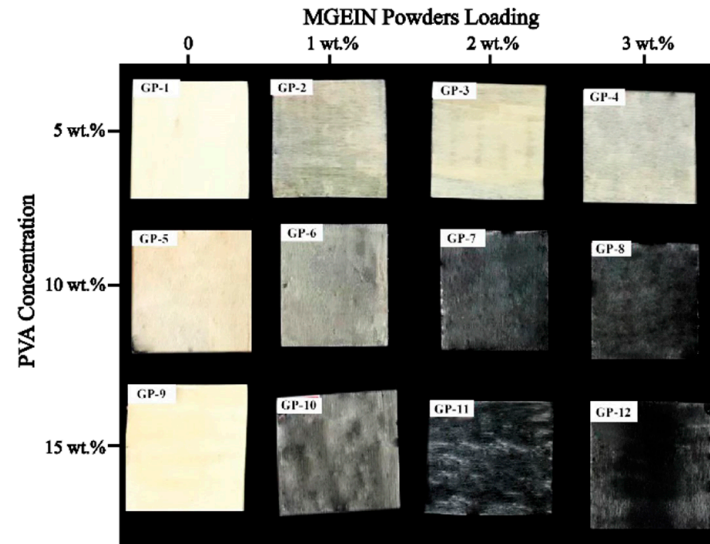 MGEIN Powders Loading
0 1 wt.% 2 wt.% 3 wt.%
PVA Concentration
5 wt.%
GP-1 GP-2 GP-3 GP-4
10 wt.%
GP-5 GP-6 GP-7 GP-8
15 wt.%
GP-9 GP-10 GP-11 GP-12